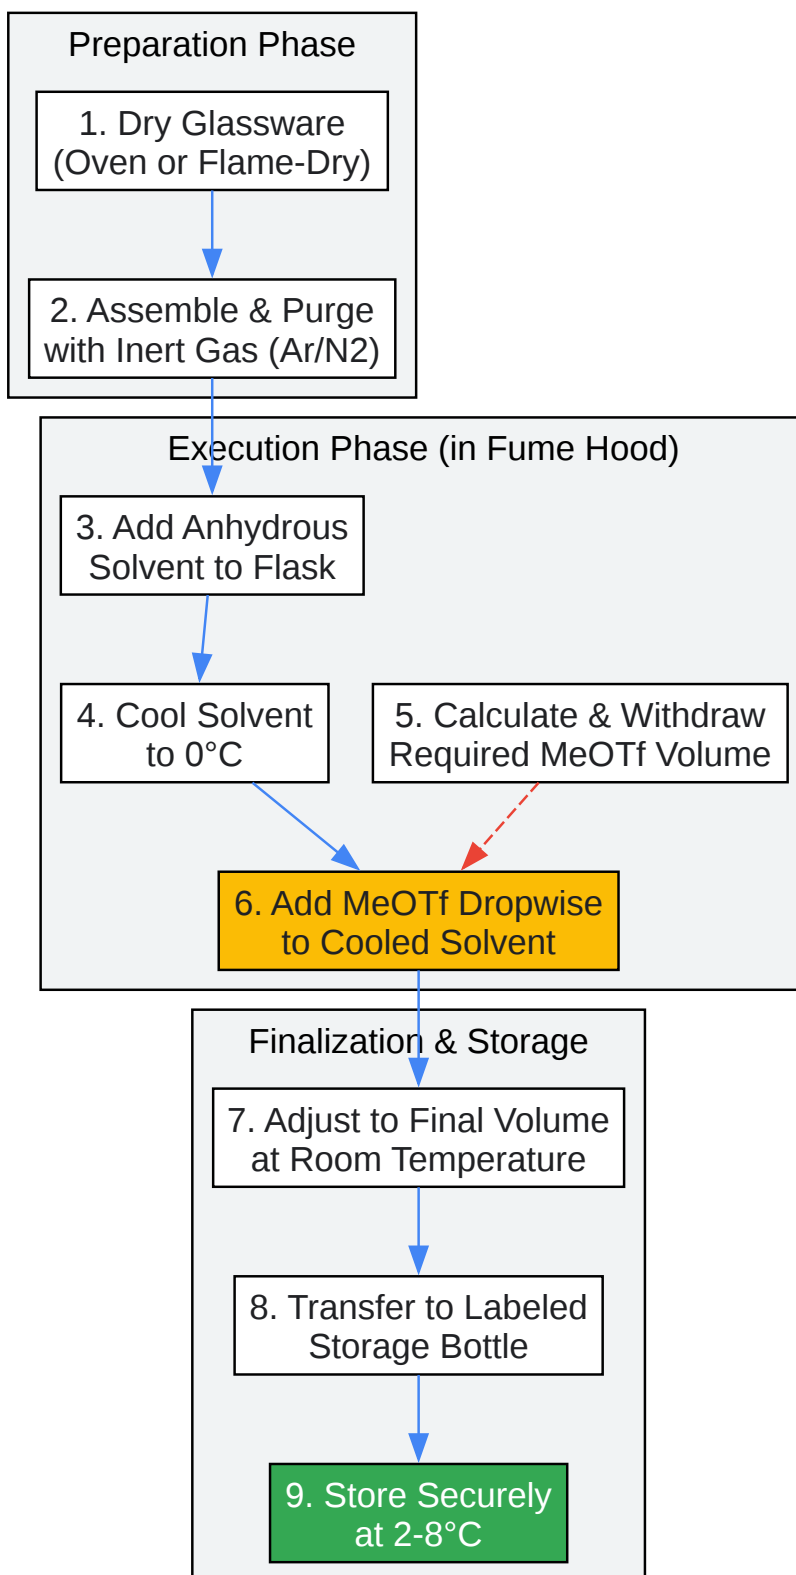 Preparation Phase
1. Dry Glassware
(Oven or Flame-Dry)
2. Assemble & Purge
with Inert Gas (Ar/N2)
Execution Phase (in Fume Hood)
3. Add Anhydrous
Solvent to Flask
4. Cool Solvent
to 0°C
5. Calculate & Withdraw
Required MeOTf Volume
6. Add MeOTf Dropwise
to Cooled Solvent
Finalization & Storage
7. Adjust to Final Volume
at Room Temperature
8. Transfer to Labeled
Storage Bottle
9. Store Securely
at 2-8°C